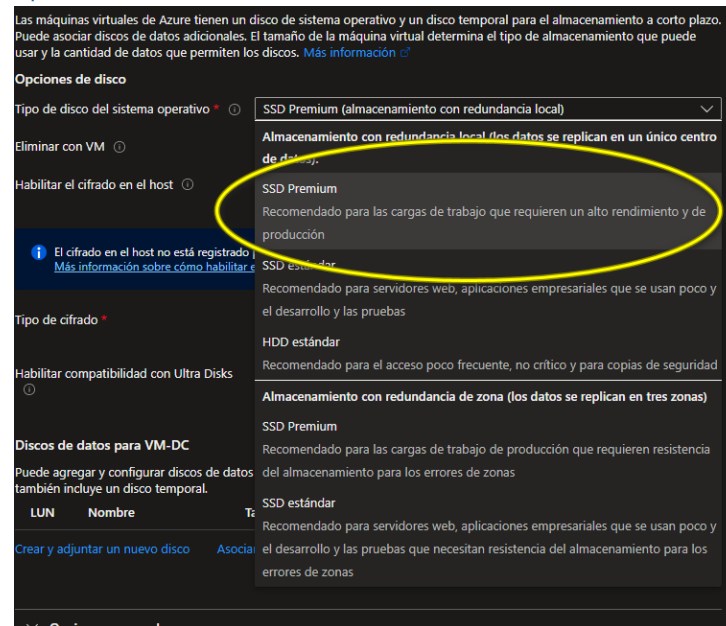 Las máquinas virtuales de Azure tienen un disco de sistema operativo y un disco temporal para el almacenamiento a corto plazo.
Puede asociar discos de datos adicionales. El tamaño de la máquina virtual determina el tipo de almacenamiento que puede
usar y la cantidad de datos que permiten los discos. Más información
Opciones de disco
Tipo de disco del sistema operativo *
SSD Premium (almacenamiento con redundancia local)
Eliminar con VM
Almacenamiento con redundancia local (los datos se replican en un único centro
de datos).
Habilitar el cifrado en el host
SSD Premium
Recomendado para las cargas de trabajo que requieren un alto rendimiento y de
producción
El cifrado en el host no está registrado
Más información sobre cómo habilitar
SSD estándar
Recomendado para servidores web, aplicaciones empresariales que se usan poco y
el desarrollo y las pruebas
Tipo de cifrado *
HDD estándar
Recomendado para el acceso poco frecuente, no crítico y para copias de seguridad
Habilitar compatibilidad con Ultra Disks
Almacenamiento con redundancia de zona (los datos se replican en tres zonas)
SSD Premium
Recomendado para las cargas de trabajo de producción que requieren resistencia
del almacenamiento para los errores de zonas
Discos de datos para VM-DC
Puede agregar y configurar discos de datos
también incluye un disco temporal.
SSD estándar
Recomendado para servidores web, aplicaciones empresariales que se usan poco y
el desarrollo y las pruebas que necesitan resistencia del almacenamiento para los
errores de zonas
LUN Nombre
Crear y adjuntar un nuevo disco Asocia